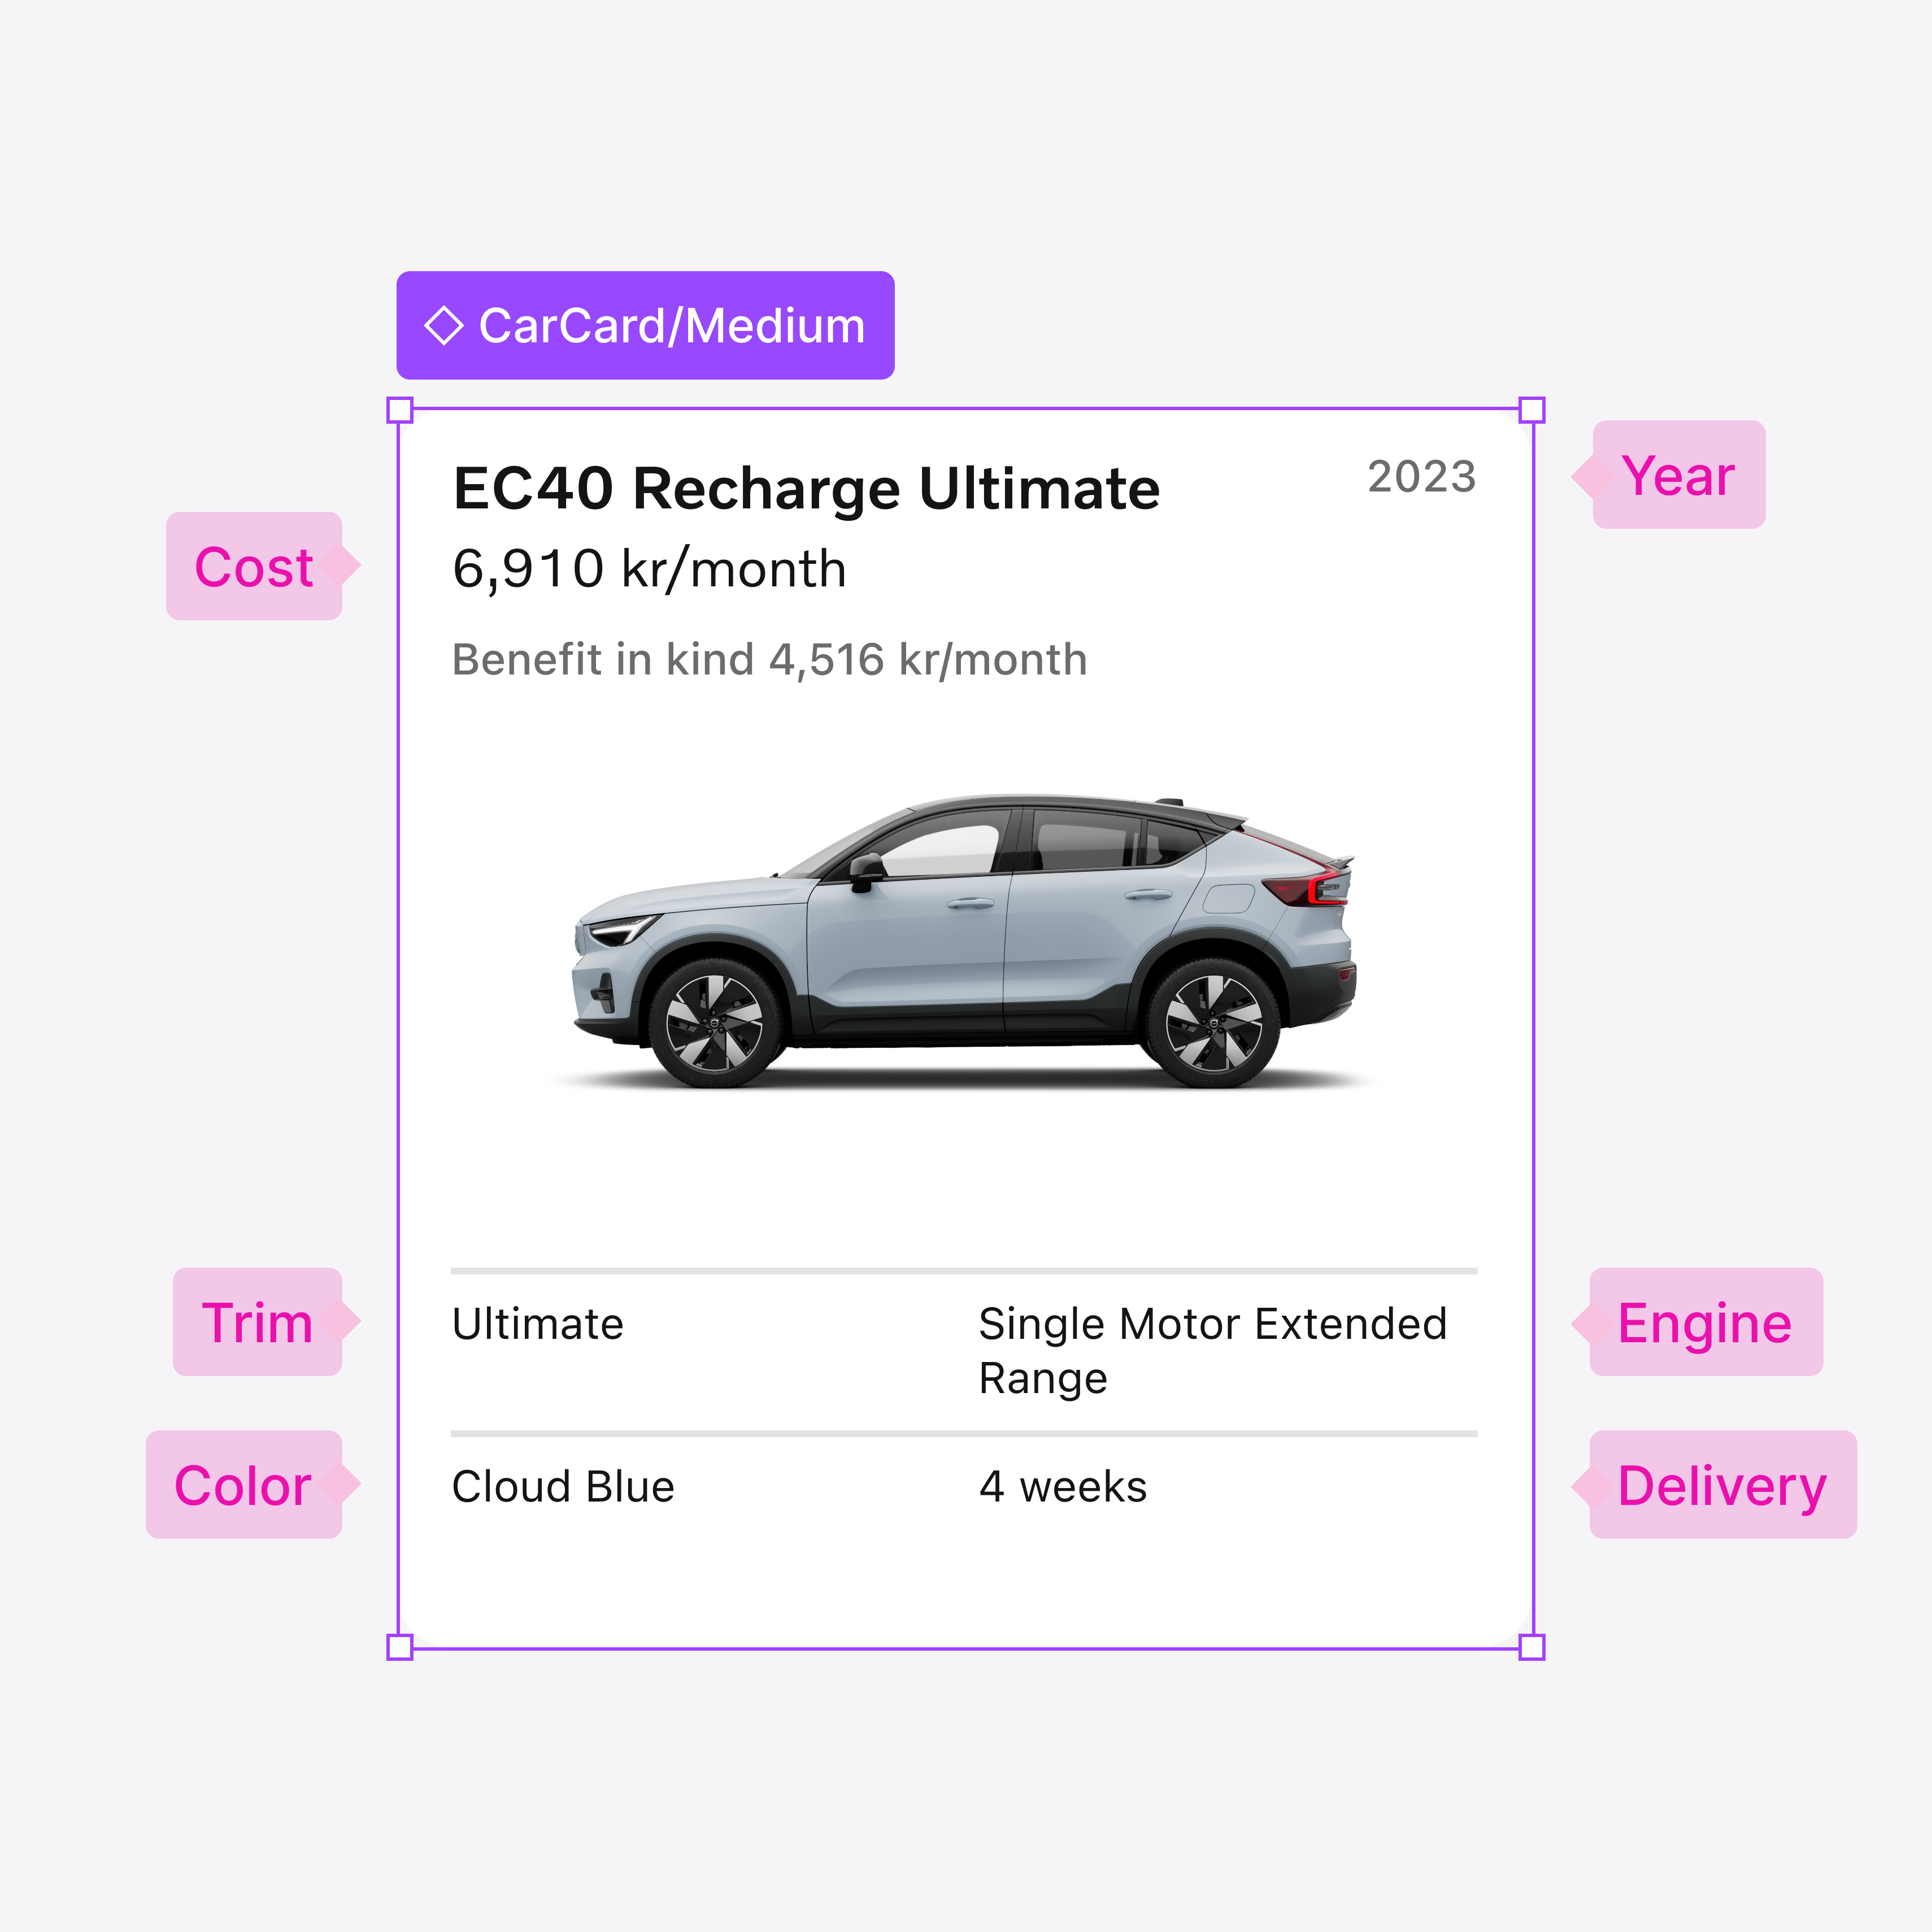 CarCard/Medium
EC40 Recharge Ultimate
2023
Year
Cost
6,910 kr/month
Benefit in kind 4,516 kr/month
Trim
Ultimate
Single Motor Extended
Range
Engine
Color
Cloud Blue
4 weeks
Delivery